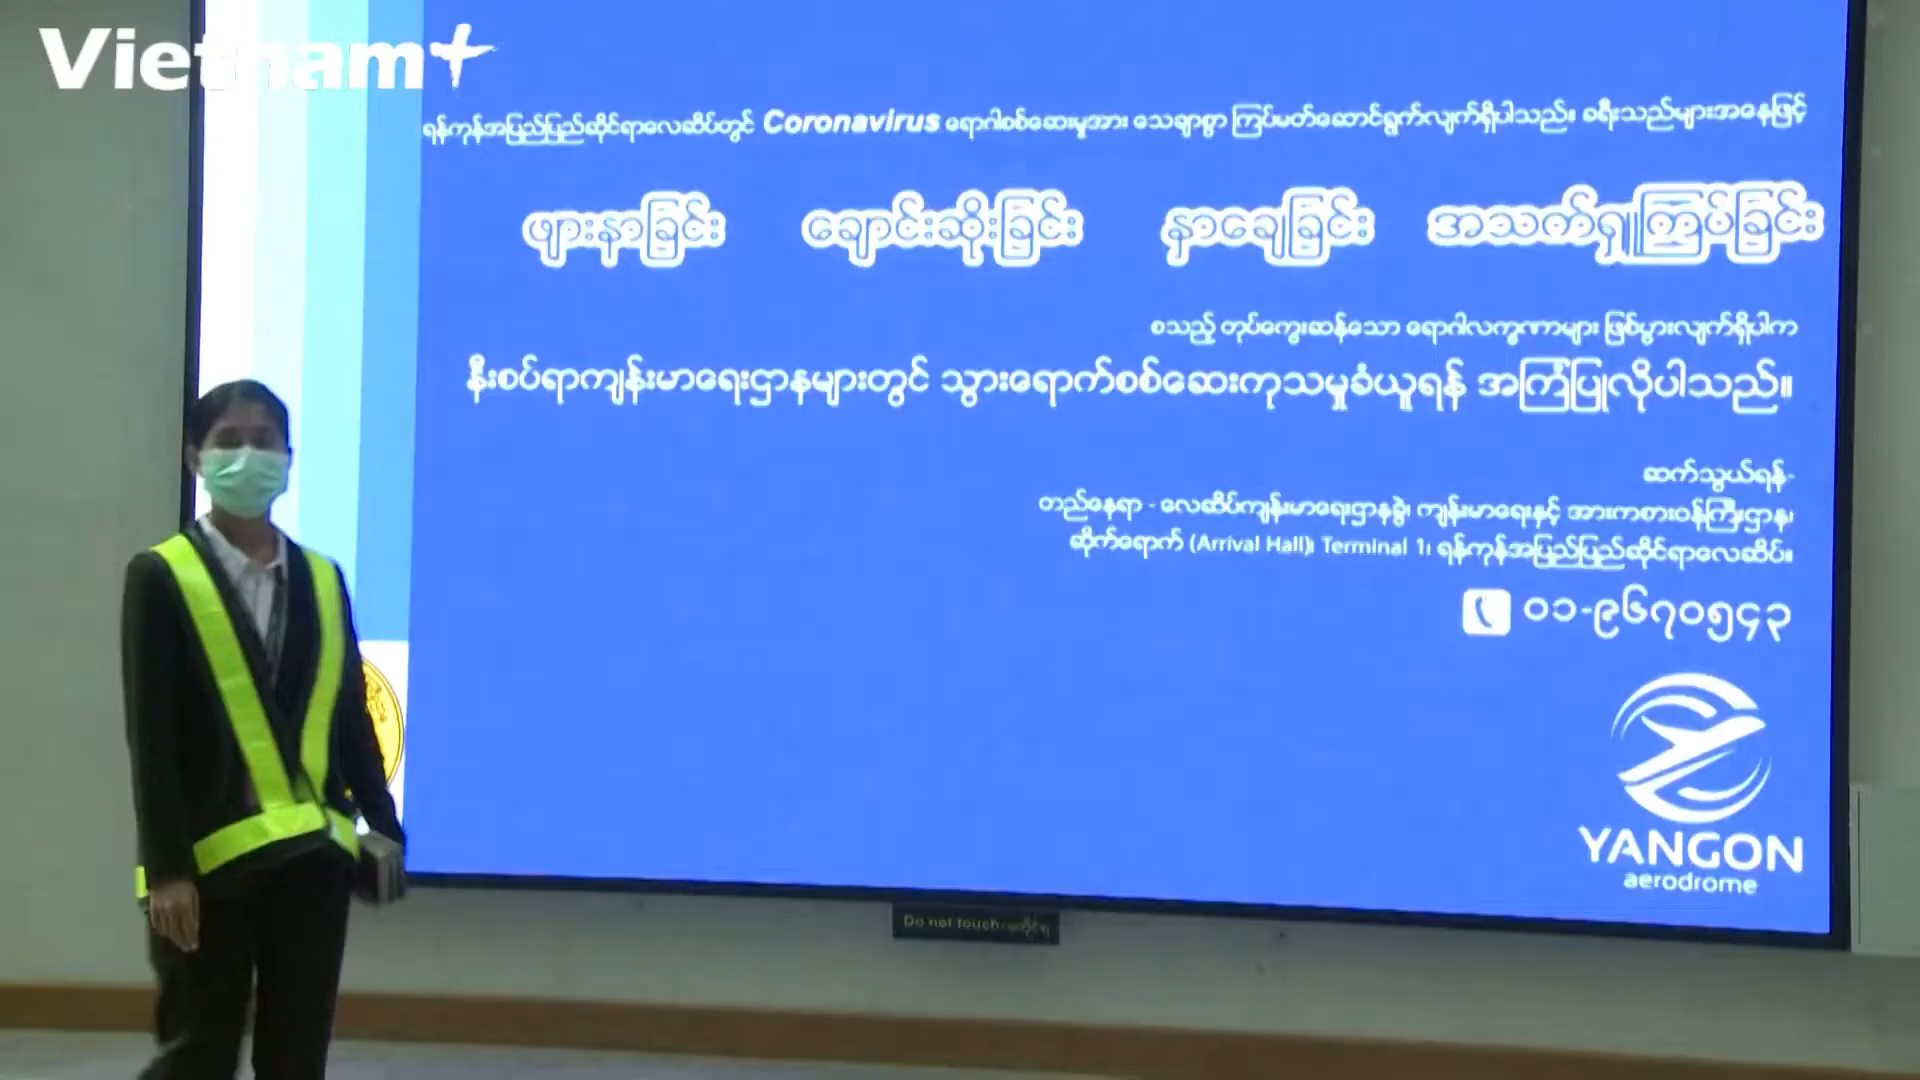 Vietnam+
ရန်ကုန်အပြည်ပြည်ဆိုင်ရာလေဆိပ်တွင် Coronavirus ရောဂါစစ်ဆေးမှုအား သေချာစွာ ကြပ်မတ်ဆောင်ရွက်လျက်ရှိပါသည်။ ခရီးသည်များအနေဖြင့်
ဖျားနာခြင်း ချောင်းဆိုးခြင်း နှာချေခြင်း အသက်ရှူကြပ်ခြင်း
စသည့် တုပ်ကွေးဆန်သော ရောဂါလက္ခဏာများ ဖြစ်ပွားလျက်ရှိပါက
နီးစပ်ရာကျန်းမာရေးဌာနများတွင် သွားရောက်စစ်ဆေးကုသမှုခံယူရန် အကြံပြုလိုပါသည်။
ဆက်သွယ်ရန်-
တည်နေရာ - လေဆိပ်ကျန်းမာရေးဌာနခွဲ၊ ကျန်းမာရေးနှင့် အားကစားဝန်ကြီးဌာန၊
ဆိုက်ရောက် (Arrival Hall)၊ Terminal 1၊ ရန်ကုန်အပြည်ပြည်ဆိုင်ရာလေဆိပ်။
၀၁-၉၆၇၀၅၄၃
YANGON
aerodrome
Do not touch